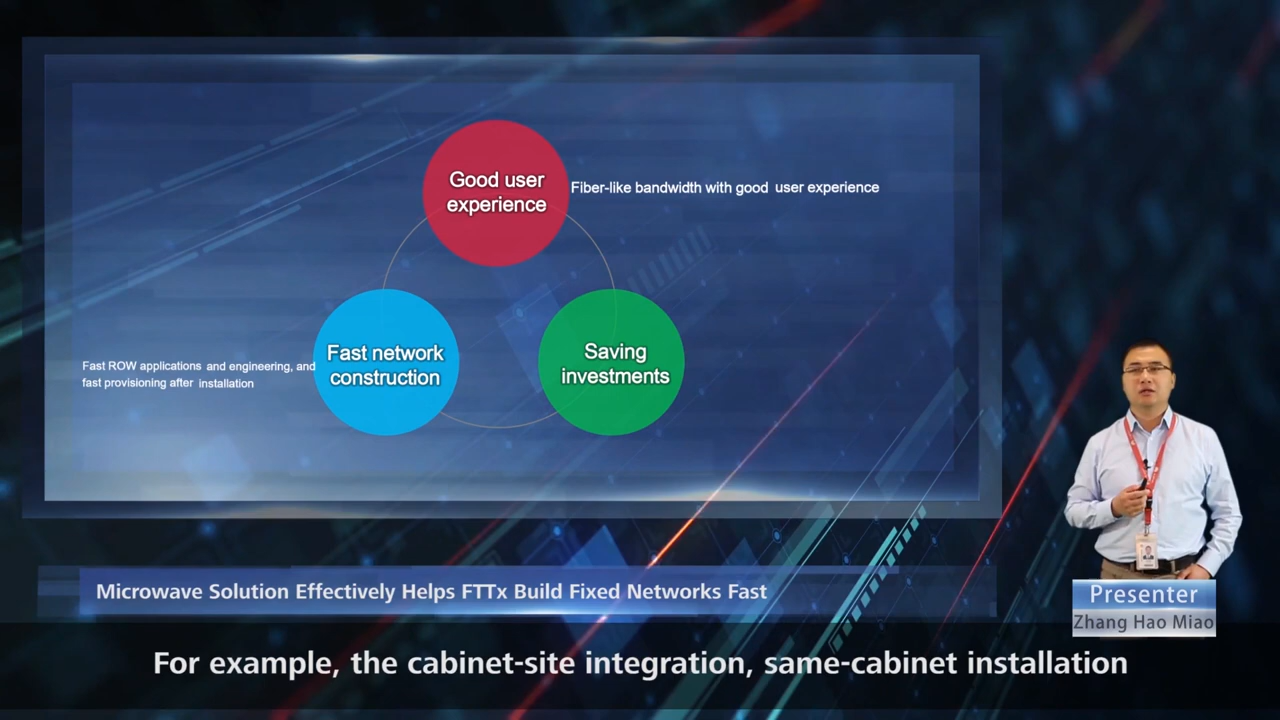 Good user
experience
Fiber-like bandwidth with good user experience
Fast network
construction
Saving
investments
Fast ROW applications and engineering, and
fast provisioning after installation
Microwave Solution Effectively Helps FTTx Build Fixed Networks Fast
Presenter
Zhang Hao Miao
For example, the cabinet-site integration, same-cabinet installation